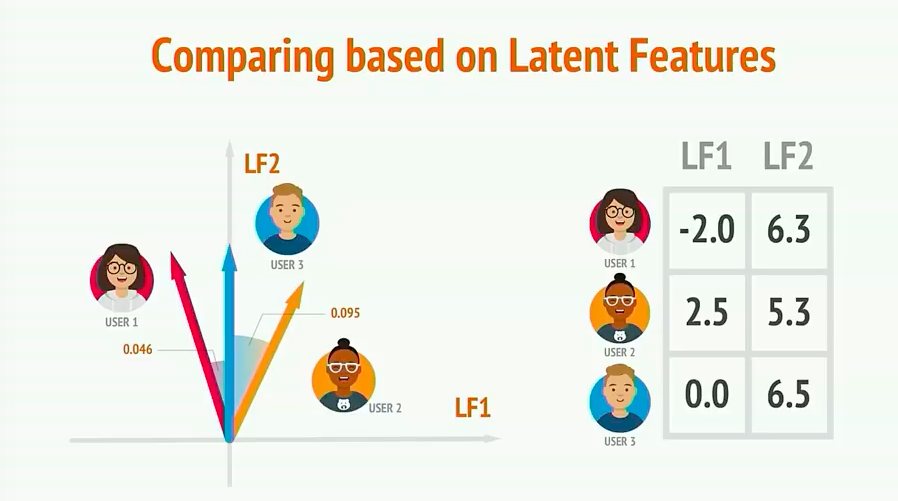 Comparing based on Latent Features
LF2
USER 3
USER 1
0.095
0.046
USER 2
LF1
LF1 LF2
USER 1
-2.0 6.3
USER 2
2.5 5.3
USER 3
0.0 6.5